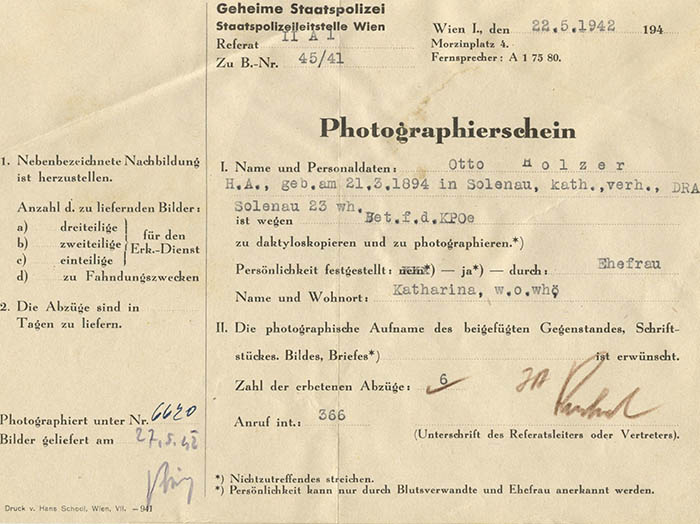 Geheime Staatspolizei
Staatspolizeileitstelle Wien
Referat II A 1
Zu B.-Nr. 45/41
Wien I., den 22.5.1942 194
Morzinplatz 4.
Fernsprecher: A 1 75 80.
Photographierschein
1. Nebenbezeichnete Nachbildung
ist herzustellen.
Anzahl d. zu liefernden Bilder:
a) dreiteilige
b) zweiteilige
c) einteilige
für den
Erk.-Dienst
d) zu Fahndungszwecken
2. Die Abzüge sind in
Tagen zu liefern.
Photographiert unter Nr. 6620
Bilder geliefert am 27.5.42
Druck v. Hans School, Wien, VII. — 941
I. Name und Personaldaten: Otto Holzer
H.A., geb.am 21.3.1894 in Solenau, kath.,verh., DRA
Solenau 23 wh.
ist wegen Bet.f.d.KPOe
zu daktyloskopieren und zu photographieren.*)
Persönlichkeit festgestellt: nein*) — ja*) — durch: Ehefrau
Name und Wohnort: Katharina, w.o.wh.
II. Die photographische Aufname des beigefügten Gegenstandes, Schrift-
stückes. Bildes, Briefes*) ist erwünscht.
Zahl der erbetenen Abzüge: 6
Anruf int.: 366
(Unterschrift des Referatsleiters oder Vertreters).
*) Nichtzutreffendes streichen.
*) Persönlichkeit kann nur durch Blutsverwandte und Ehefrau anerkannt werden.